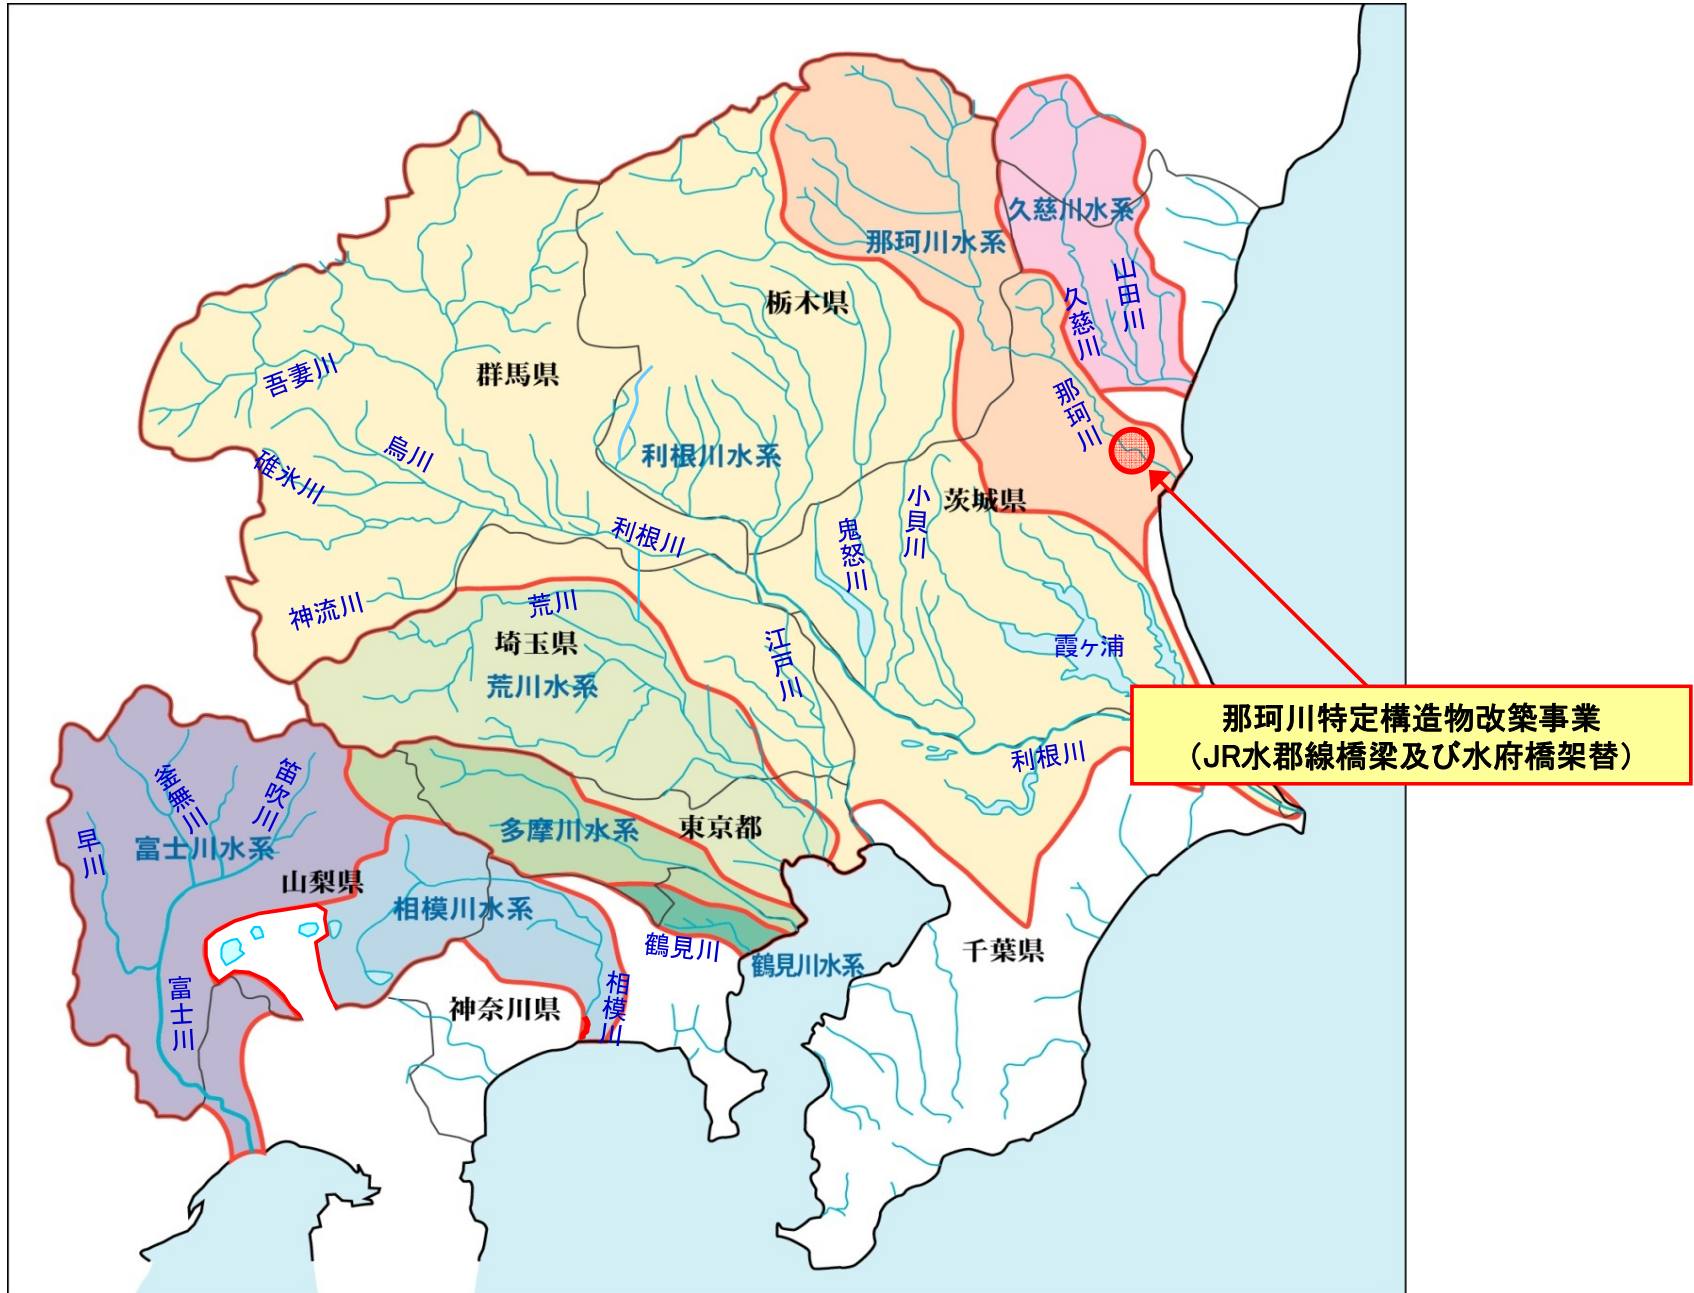 久慈川水系
那珂川水系
山田川
久慈川
栃木県
群馬県
吾妻川
那珂川
烏川
碓氷川
利根川水系
小貝川
茨城県
鬼怒川
利根川
神流川
荒川
埼玉県
江戸川
霞ヶ浦
荒川水系
那珂川特定構造物改築事業
（JR水郡線橋梁及び水府橋架替）
利根川
釜無川
笛吹川
早川
富士川水系
多摩川水系
東京都
山梨県
相模川水系
鶴見川
鶴見川水系
千葉県
富士川
神奈川県
相模川